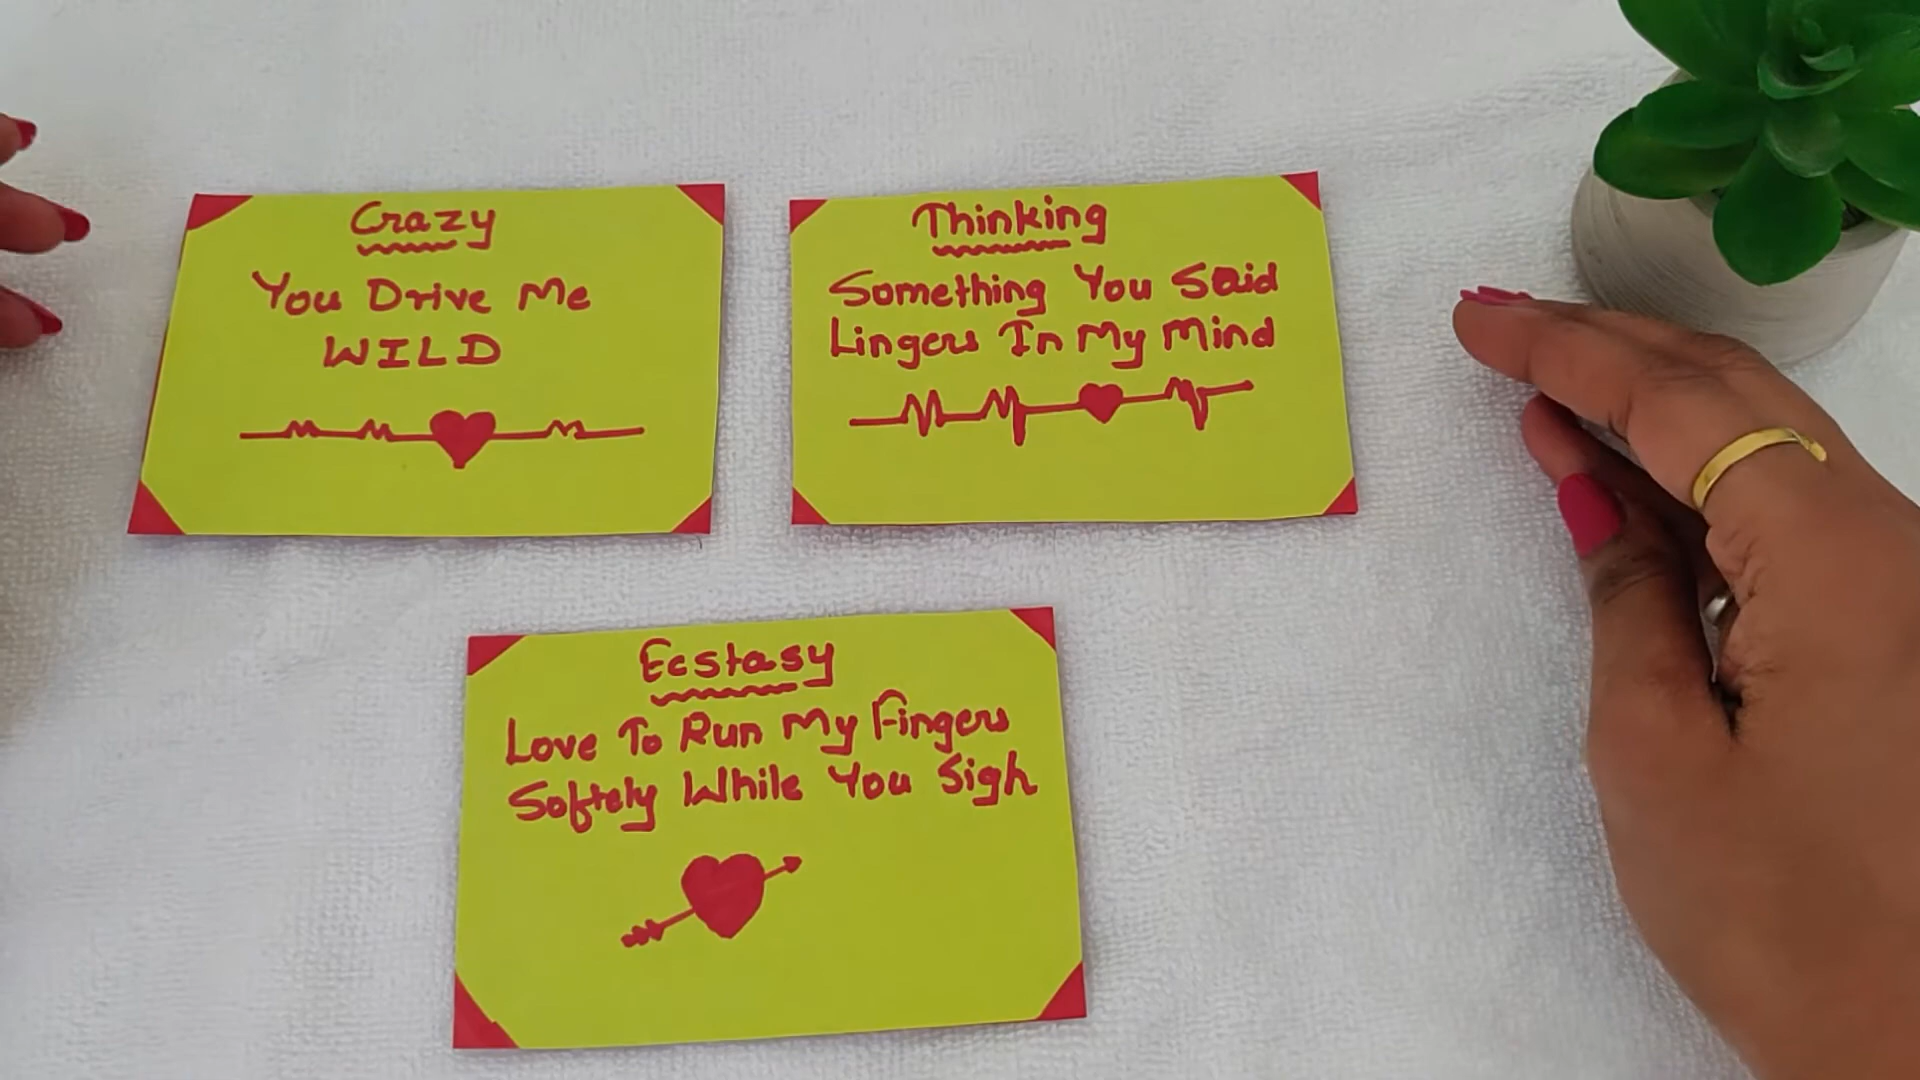 Crazy
You Drive Me
WILD
Thinking
Something You Said
Lingers In My Mind
Ecstasy
Love To Run My Fingers
Softely While You Sigh